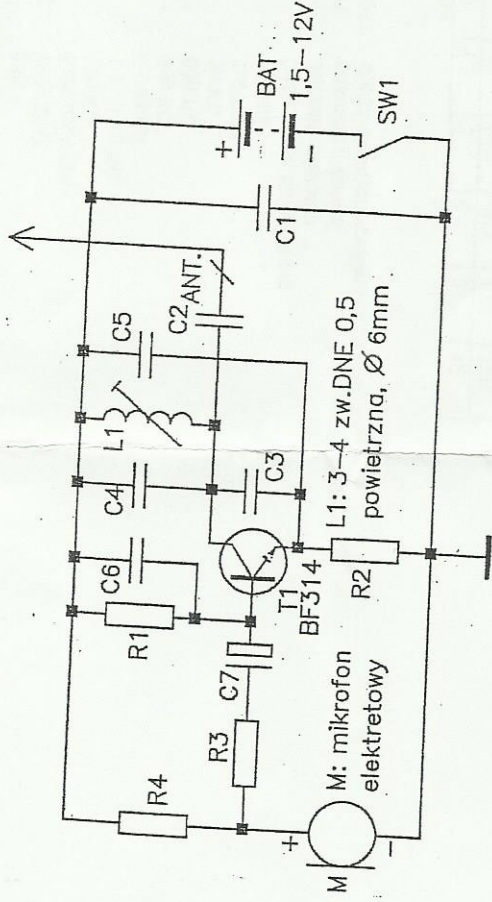 R4
R1
C6
C4
L1
C5
+
BAT
1,5–12V
–
SW1
C1
C2
ANT.
C3
T1
BF314
C7
R3
R2
L1: 3–4 zw.DNE 0,5
powietrzna, Ø 6mm
M: mikrofon
elektretowy
+
M
–